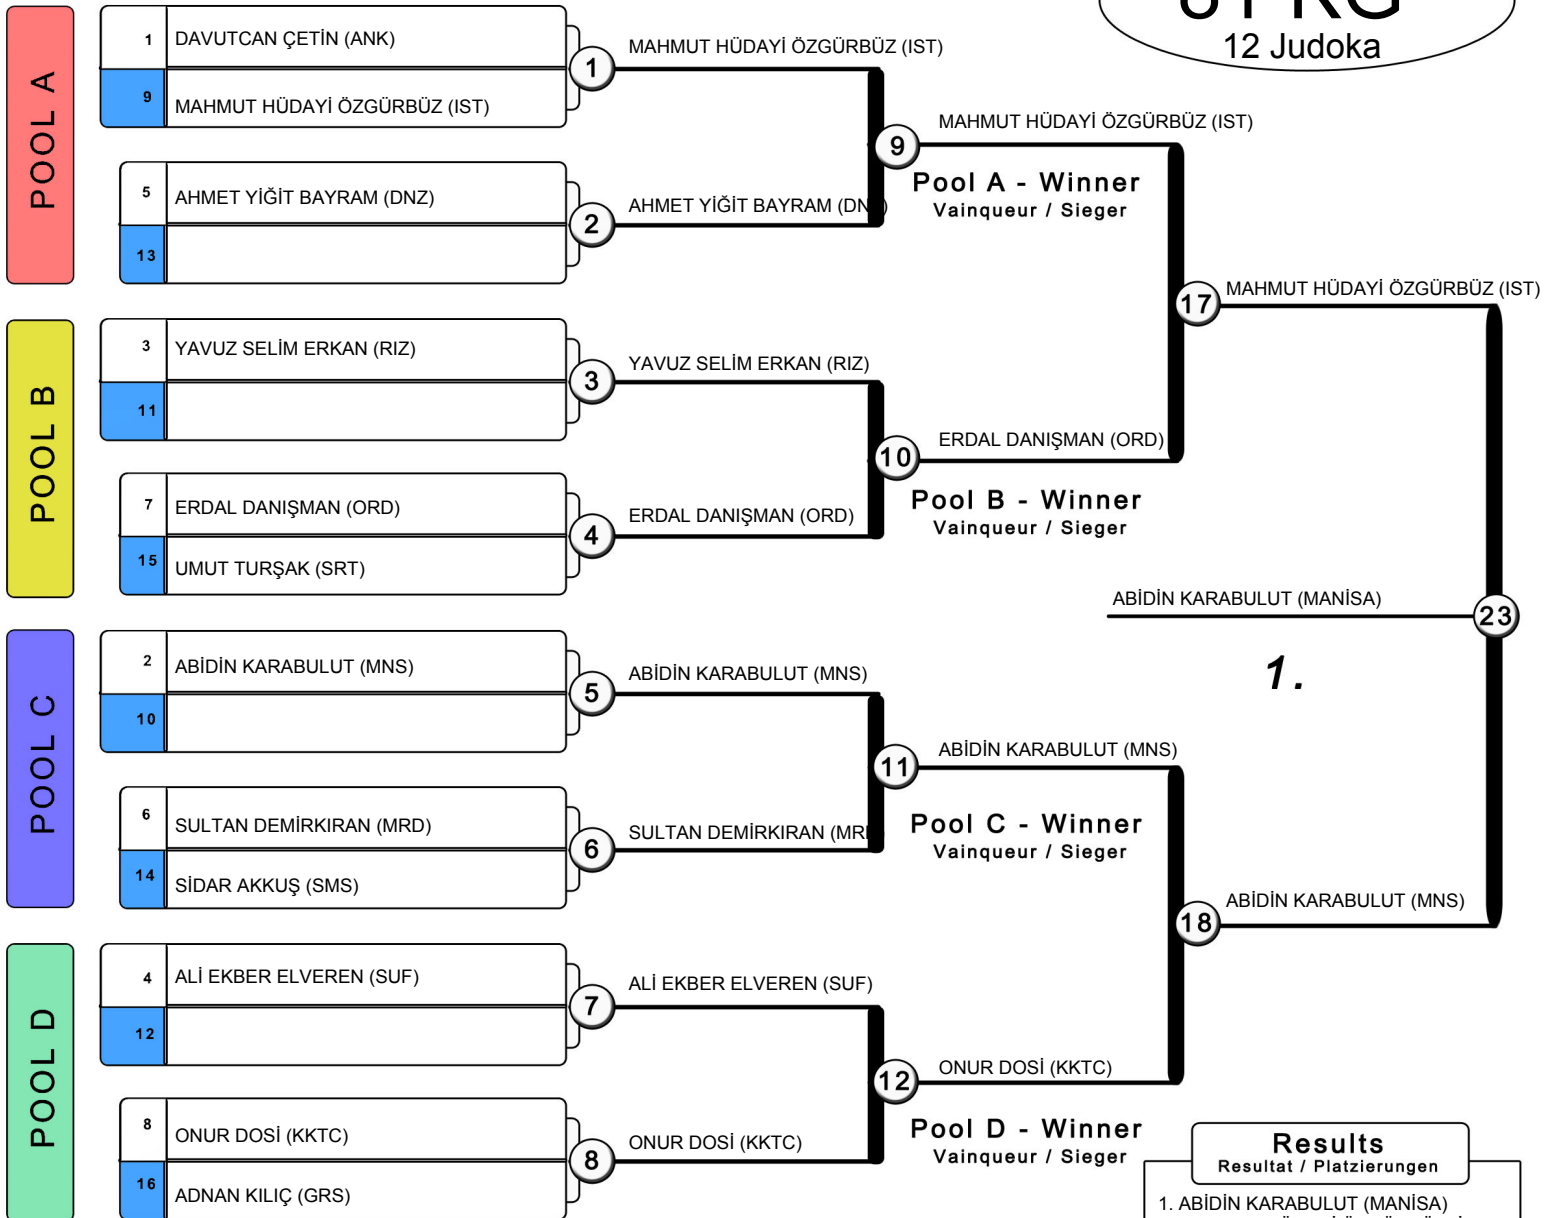 81 KG
12 Judoka
POOL A
1 DAVUTCAN ÇETİN (ANK)
9 MAHMUT HÜDAYİ ÖZGÜRBÜZ (IST)
1
MAHMUT HÜDAYİ ÖZGÜRBÜZ (IST)
5 AHMET YİĞİT BAYRAM (DNZ)
13
2
AHMET YİĞİT BAYRAM (DN
9
MAHMUT HÜDAYİ ÖZGÜRBÜZ (IST)
Pool A - Winner
Vainqueur / Sieger
POOL B
3 YAVUZ SELİM ERKAN (RIZ)
11
3
YAVUZ SELİM ERKAN (RIZ)
7 ERDAL DANIŞMAN (ORD)
15 UMUT TURŞAK (SRT)
4
ERDAL DANIŞMAN (ORD)
10
ERDAL DANIŞMAN (ORD)
Pool B - Winner
Vainqueur / Sieger
17
MAHMUT HÜDAYİ ÖZGÜRBÜZ (IST)
POOL C
2 ABİDİN KARABULUT (MNS)
10
5
ABİDİN KARABULUT (MNS)
6 SULTAN DEMİRKIRAN (MRD)
14 SİDAR AKKUŞ (SMS)
6
SULTAN DEMİRKIRAN (MR
11
ABİDİN KARABULUT (MNS)
Pool C - Winner
Vainqueur / Sieger
POOL D
4 ALİ EKBER ELVEREN (SUF)
12
7
ALİ EKBER ELVEREN (SUF)
8 ONUR DOSİ (KKTC)
16 ADNAN KILIÇ (GRS)
8
ONUR DOSİ (KKTC)
12
ONUR DOSİ (KKTC)
Pool D - Winner
Vainqueur / Sieger
18
ABİDİN KARABULUT (MNS)
23
ABİDİN KARABULUT (MANİSA)
1.
Results
Resultat / Platzierungen
1. ABİDİN KARABULUT (MANİSA)